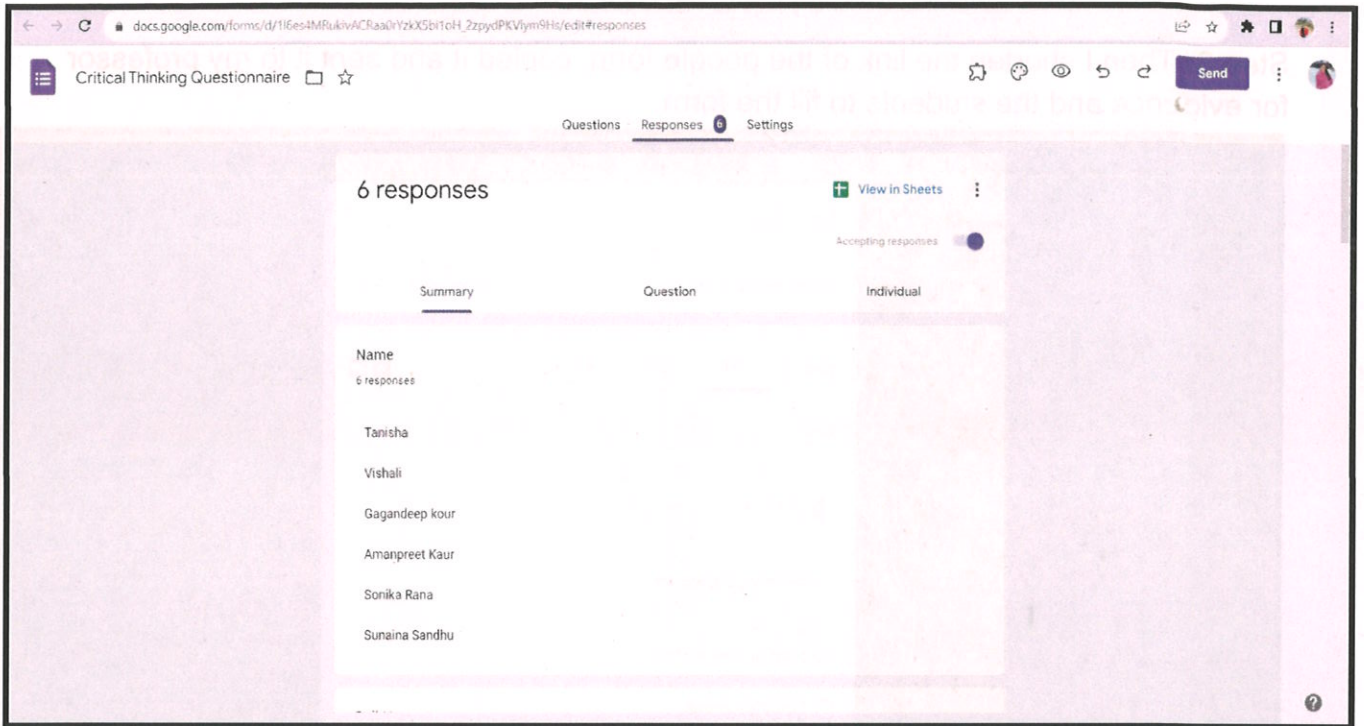 docs.google.com/forms/d/1I6es4MRukivACRaa0rYzkX5bi1oH_2zpydPKVlym9Hs/edit#responses
Critical Thinking Questionnaire
Send
Questions Responses 6 Settings
6 responses
View in Sheets
Accepting responses
Summary Question Individual
Name
6 responses
Tanisha
Vishali
Gagandeep kour
Amanpreet Kaur
Sonika Rana
Sunaina Sandhu